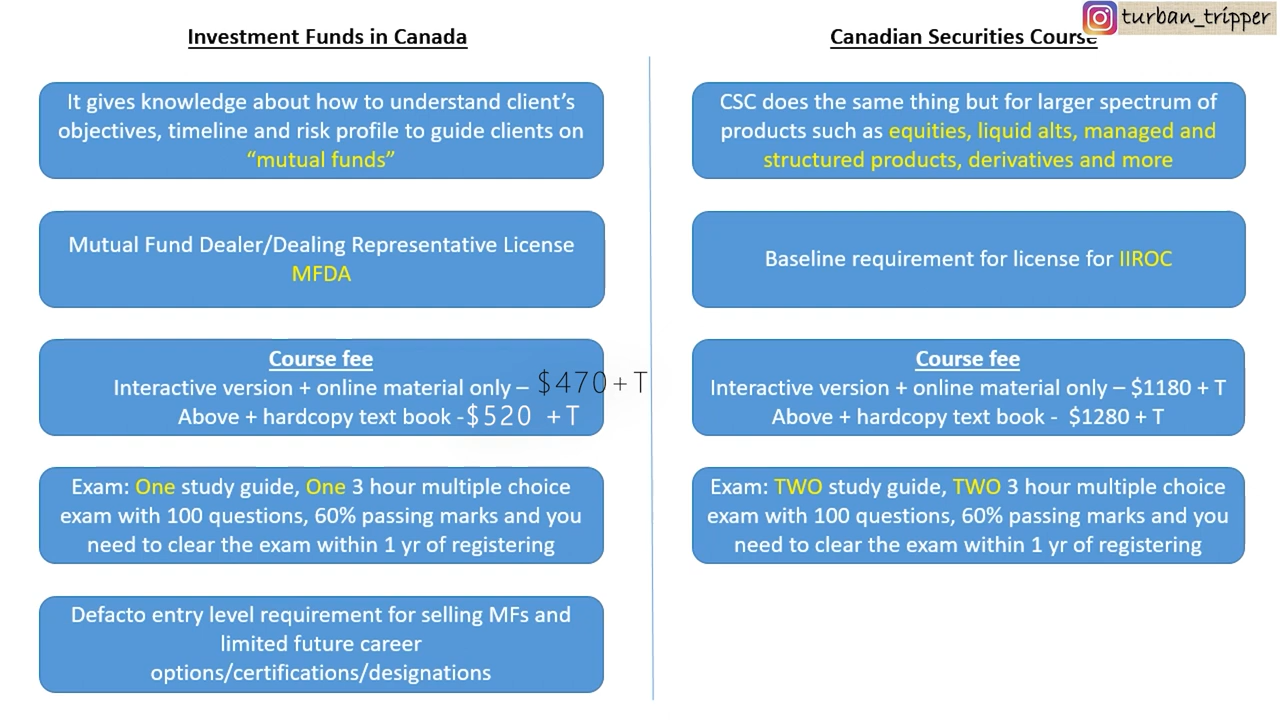 turban_tripper
Investment Funds in Canada
It gives knowledge about how to understand client's
objectives, timeline and risk profile to guide clients on
“mutual funds”
Mutual Fund Dealer/Dealing Representative License
MFDA
Course fee
Interactive version + online material only – $470 + T
Above + hardcopy text book -$520 + T
Exam: One study guide, One 3 hour multiple choice
exam with 100 questions, 60% passing marks and you
need to clear the exam within 1 yr of registering
Defacto entry level requirement for selling MFs and
limited future career
options/certifications/designations
Canadian Securities Course
CSC does the same thing but for larger spectrum of
products such as equities, liquid alts, managed and
structured products, derivatives and more
Baseline requirement for license for IIROC
Course fee
Interactive version + online material only – $1180 + T
Above + hardcopy text book - $1280 + T
Exam: TWO study guide, TWO 3 hour multiple choice
exam with 100 questions, 60% passing marks and you
need to clear the exam within 1 yr of registering